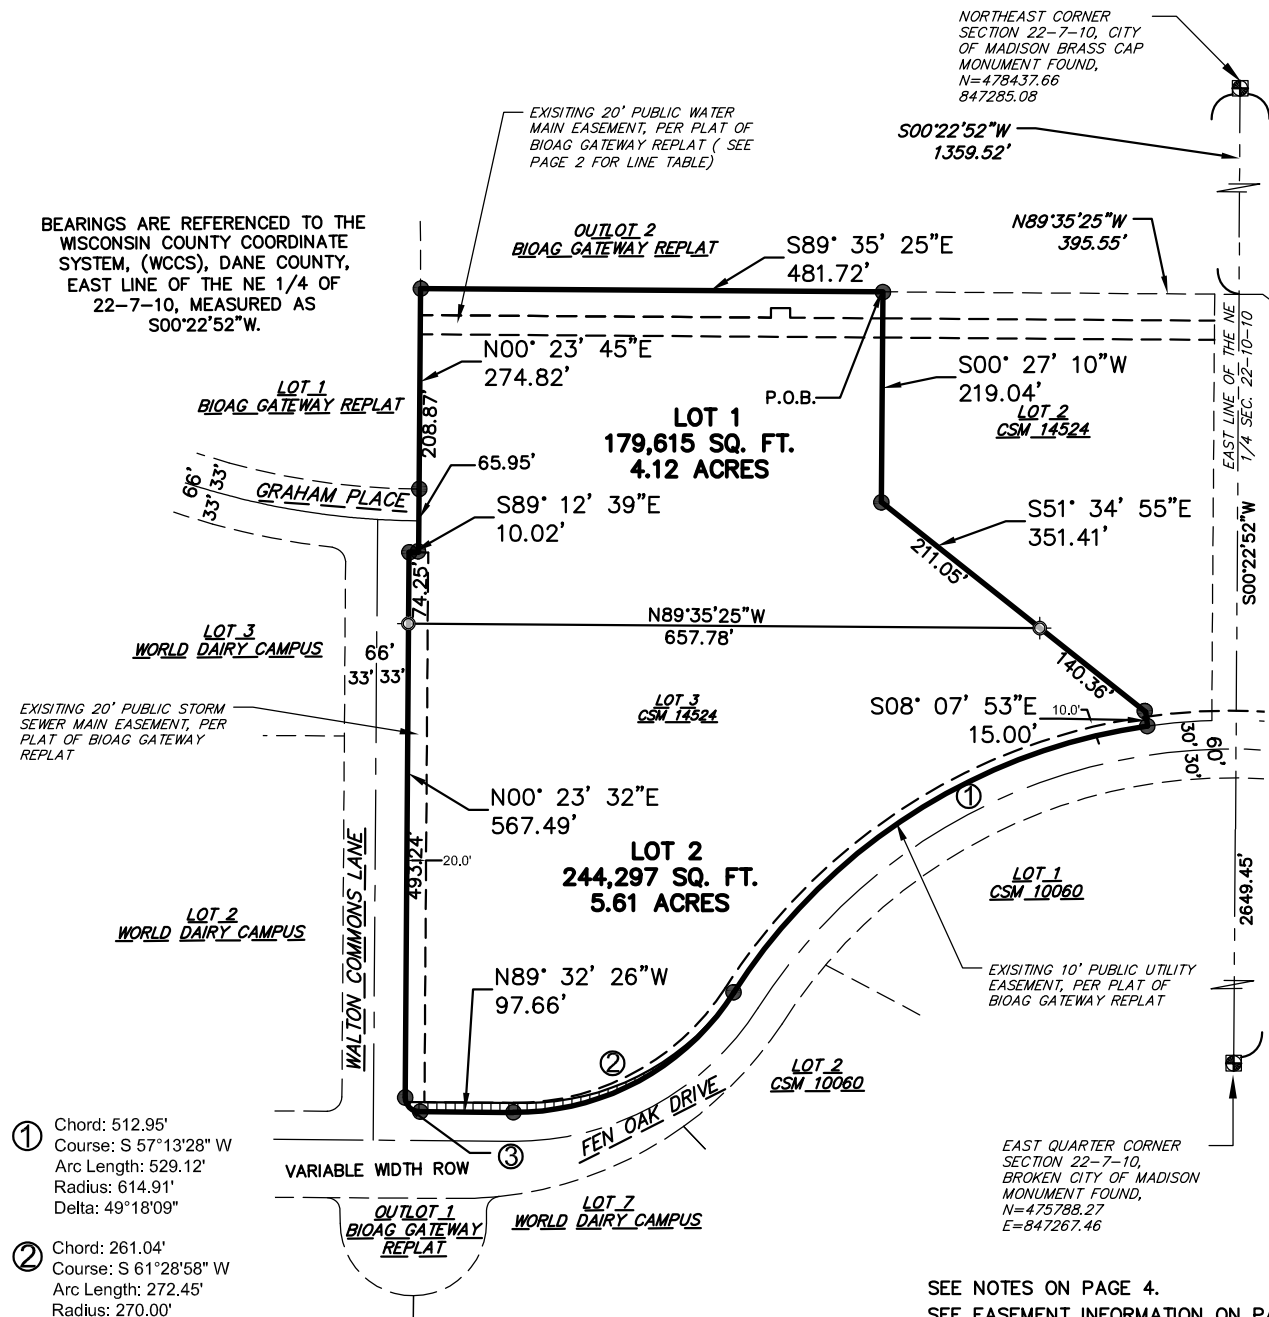 NORTHEAST CORNER
SECTION 22-7-10, CITY
OF MADISON BRASS CAP
MONUMENT FOUND,
N=478437.66
847285.08
EXISITING 20' PUBLIC WATER
MAIN EASEMENT, PER PLAT OF
BIOAG GATEWAY REPLAT ( SEE
PAGE 2 FOR LINE TABLE)
S00°22'52"W
1359.52'
BEARINGS ARE REFERENCED TO THE
WISCONSIN COUNTY COORDINATE
SYSTEM, (WCCS), DANE COUNTY,
EAST LINE OF THE NE 1/4 OF
22-7-10, MEASURED AS
S00°22'52"W.
OUTLOT 2
BIOAG GATEWAY REPLAT
S89° 35' 25"E
481.72'
N89°35'25"W
395.55'
N00° 23' 45"E
274.82'
208.87'
S00° 27' 10"W
219.04'
P.O.B.
LOT 1
BIOAG GATEWAY REPLAT
LOT 1
179,615 SQ. FT.
4.12 ACRES
LOT 2
CSM 14524
EAST LINE OF THE NE
1/4 SEC. 22-10-10
65.95'
66'
33' 33'
GRAHAM PLACE
S89° 12' 39"E
10.02'
S51° 34' 55"E
351.41'
211.05'
74.25'
S00°22'52"W
N89°35'25"W
657.78'
LOT 3
WORLD DAIRY CAMPUS
66'
33' 33'
140.36'
EXISITING 20' PUBLIC STORM
SEWER MAIN EASEMENT, PER
PLAT OF BIOAG GATEWAY
REPLAT
LOT 3
CSM 14524
S08° 07' 53"E
15.00'
10.0'
60'
30' 30'
N00° 23' 32"E
567.49'
1
493.24'
20.0'
LOT 2
244,297 SQ. FT.
5.61 ACRES
LOT 1
CSM 10060
2649.45'
LOT 2
WORLD DAIRY CAMPUS
WALTON COMMONS LANE
N89° 32' 26"W
97.66'
EXISITING 10' PUBLIC UTILITY
EASEMENT, PER PLAT OF
BIOAG GATEWAY REPLAT
2
LOT 2
CSM 10060
FEN OAK DRIVE
3
VARIABLE WIDTH ROW
1
Chord: 512.95'
Course: S 57°13'28" W
Arc Length: 529.12'
Radius: 614.91'
Delta: 49°18'09"
EAST QUARTER CORNER
SECTION 22-7-10,
BROKEN CITY OF MADISON
MONUMENT FOUND,
N=475788.27
E=847267.46
OUTLOT 1
BIOAG GATEWAY
REPLAT
LOT 7
WORLD DAIRY CAMPUS
2
Chord: 261.04'
Course: S 61°28'58" W
Arc Length: 272.45'
Radius: 270.00'
SEE NOTES ON PAGE 4.
SEE EASEMENT INFORMATION ON